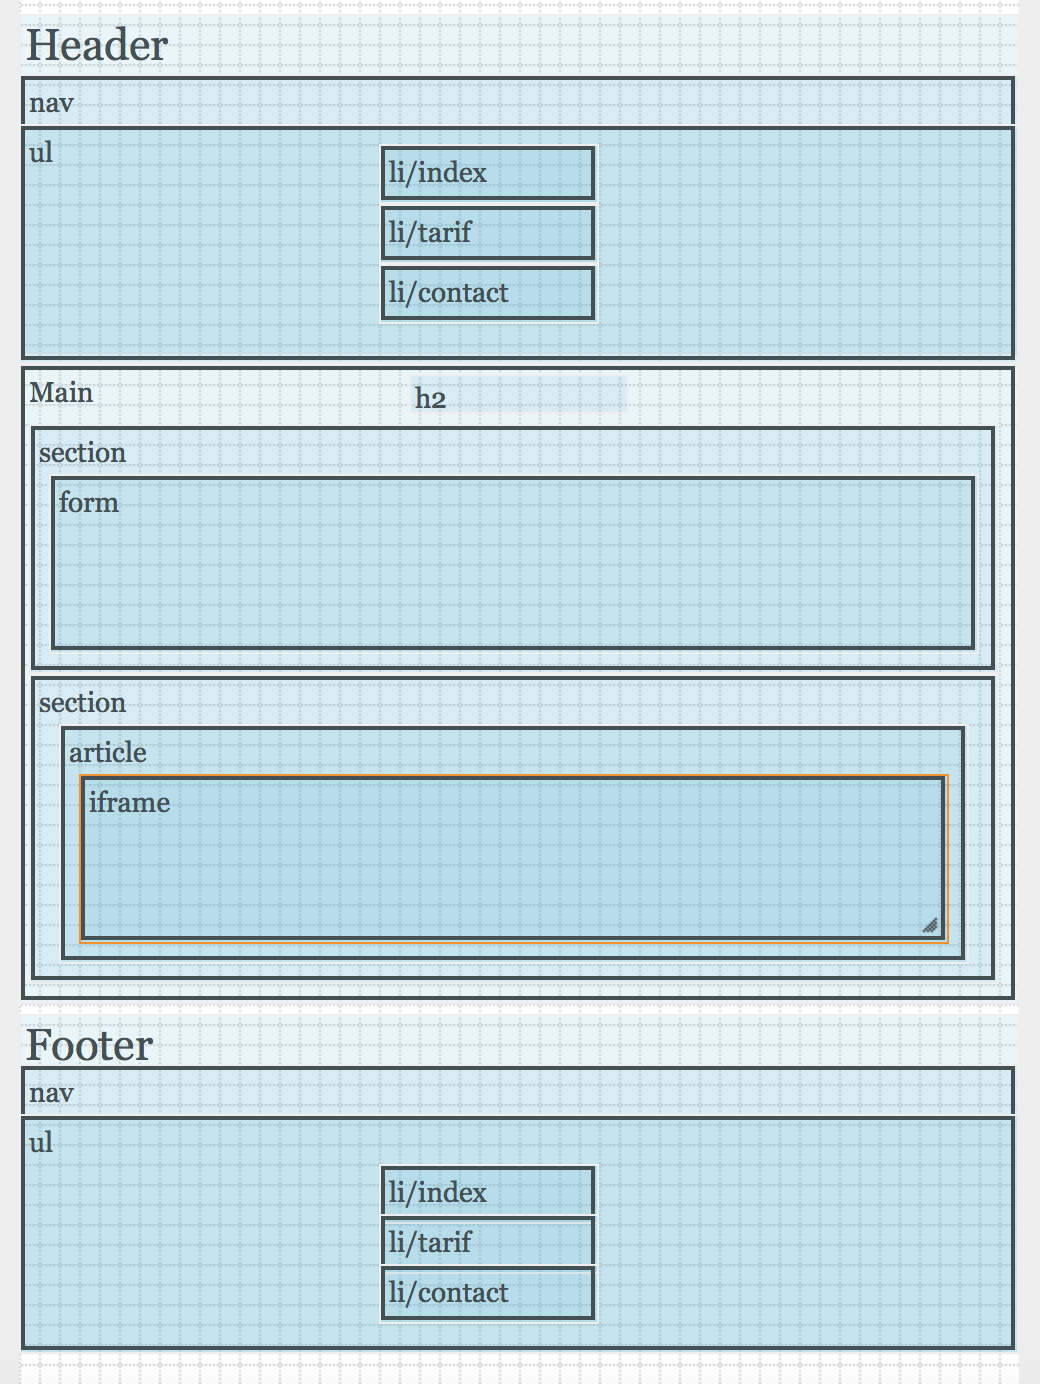 Header
nav
ul
li/index
li/tarif
li/contact
Main
h2
section
form
section
article
iframe
Footer
nav
ul
li/index
li/tarif
li/contact